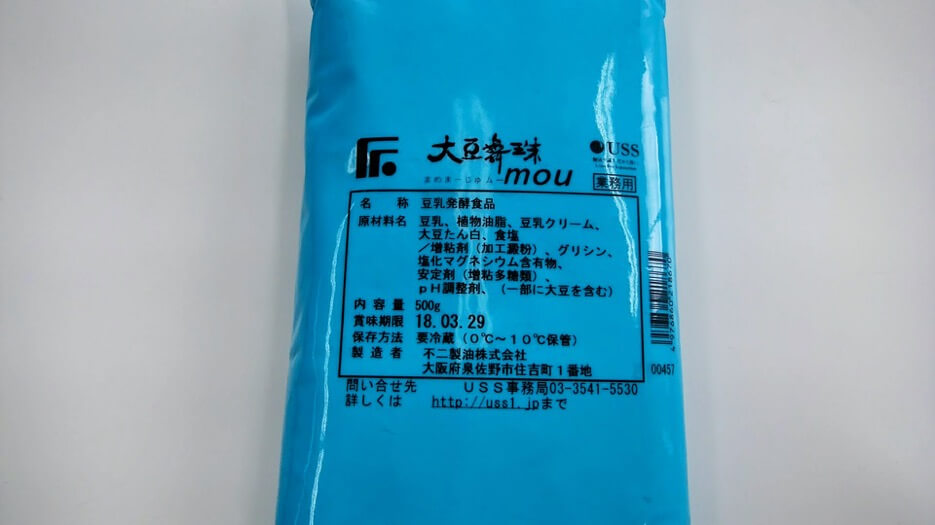 大豆舞珠
まめまーじゅムー
mou
USS
業務用
名 称 豆乳発酵食品
原材料名 豆乳、植物油脂、豆乳クリーム、
大豆たん白、食塩
／増粘剤（加工澱粉）、グリシン、
塩化マグネシウム含有物、
安定剤（増粘多糖類）、
pH調整剤、（一部に大豆を含む）
内 容 量 500g
賞味期限 18.03.29
保存方法 要冷蔵（0℃～10℃保管）
製 造 者 不二製油株式会社
大阪府泉佐野市住吉町1番地
00457
問い合せ先 USS事務局03-3541-5530
詳しくは http://uss1.jpまで